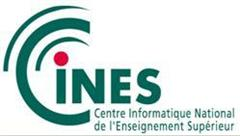 CINES
Centre Informatique National
de l'Enseignement Supérieur